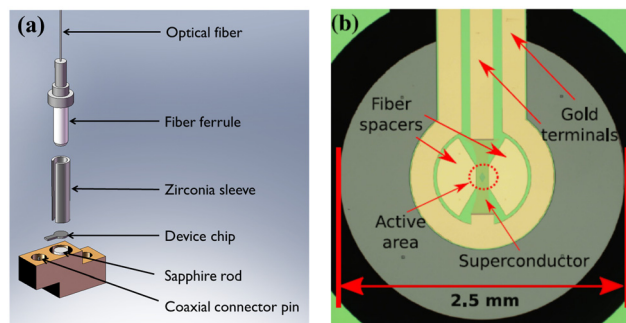 (a)
Optical fiber
Fiber ferrule
Zirconia sleeve
Device chip
Sapphire rod
Coaxial connector pin
(b)
Fiber
spacers
Gold
terminals
Active
area
Superconductor
2.5 mm